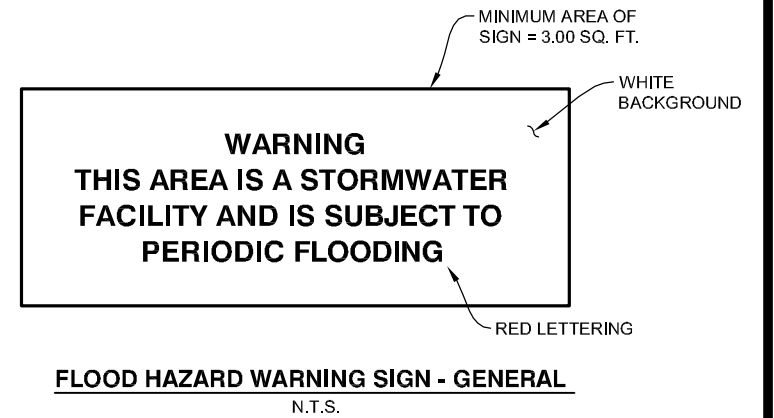 MINIMUM AREA OF
SIGN = 3.00 SQ. FT.
WHITE
BACKGROUND
WARNING
THIS AREA IS A STORMWATER
FACILITY AND IS SUBJECT TO
PERIODIC FLOODING
RED LETTERING
FLOOD HAZARD WARNING SIGN - GENERAL
N.T.S.